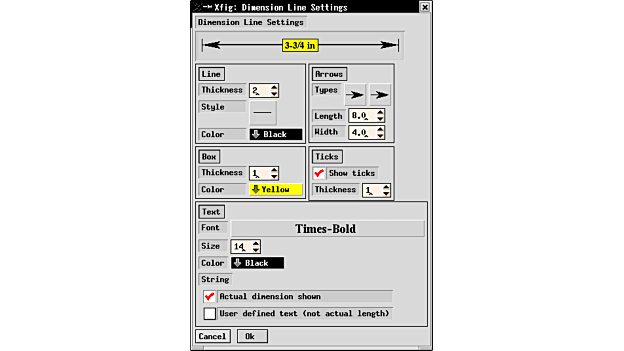 Xfig: Dimension Line Settings
Dimension Line Settings
3-3/4 in
Line
Thickness 2
Style
Color Black
Arrows
Types
Length 8.0
Width 4.0
Box
Thickness 1
Color Yellow
Ticks
Show ticks
Thickness 1
Text
Font Times-Bold
Size 14
Color Black
String
Actual dimension shown
User defined text (not actual length)
Cancel Ok